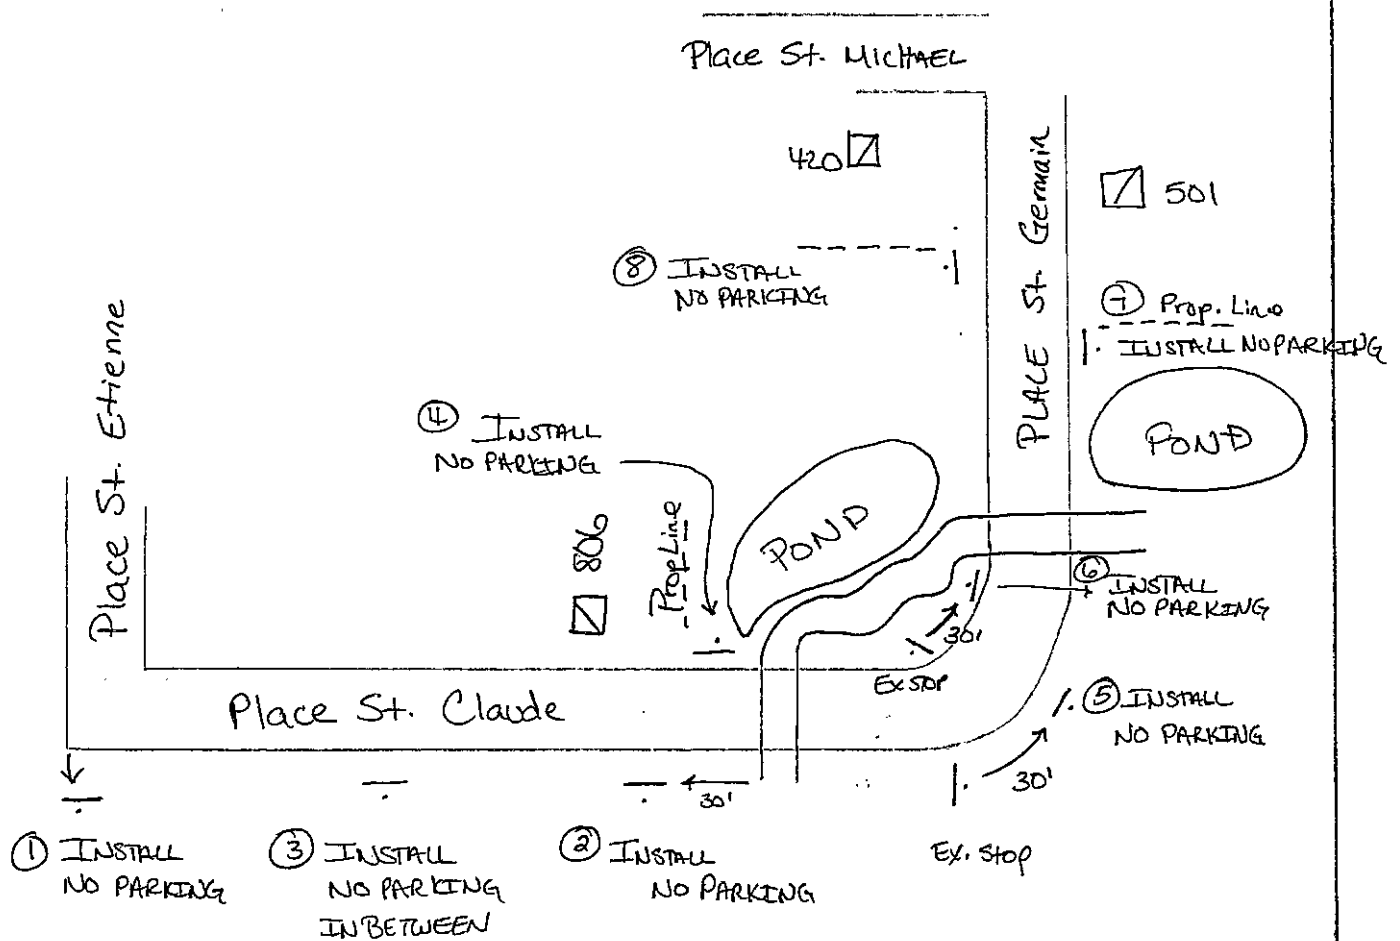 Place St. MICHAEL
420
PLACE St. Germain
501
⑧ INSTALL
NO PARKING
⑦ Prop. Line
INSTALL NO PARKING
Place St. Etienne
④ INSTALL
NO PARKING
POND
POND
806
Prop Line
⑥ INSTALL
NO PARKING
30'
Ex STOP
Place St. Claude
⑤ INSTALL
NO PARKING
30'
30'
① INSTALL
NO PARKING
③ INSTALL
NO PARKING
IN BETWEEN
② INSTALL
NO PARKING
Ex. Stop